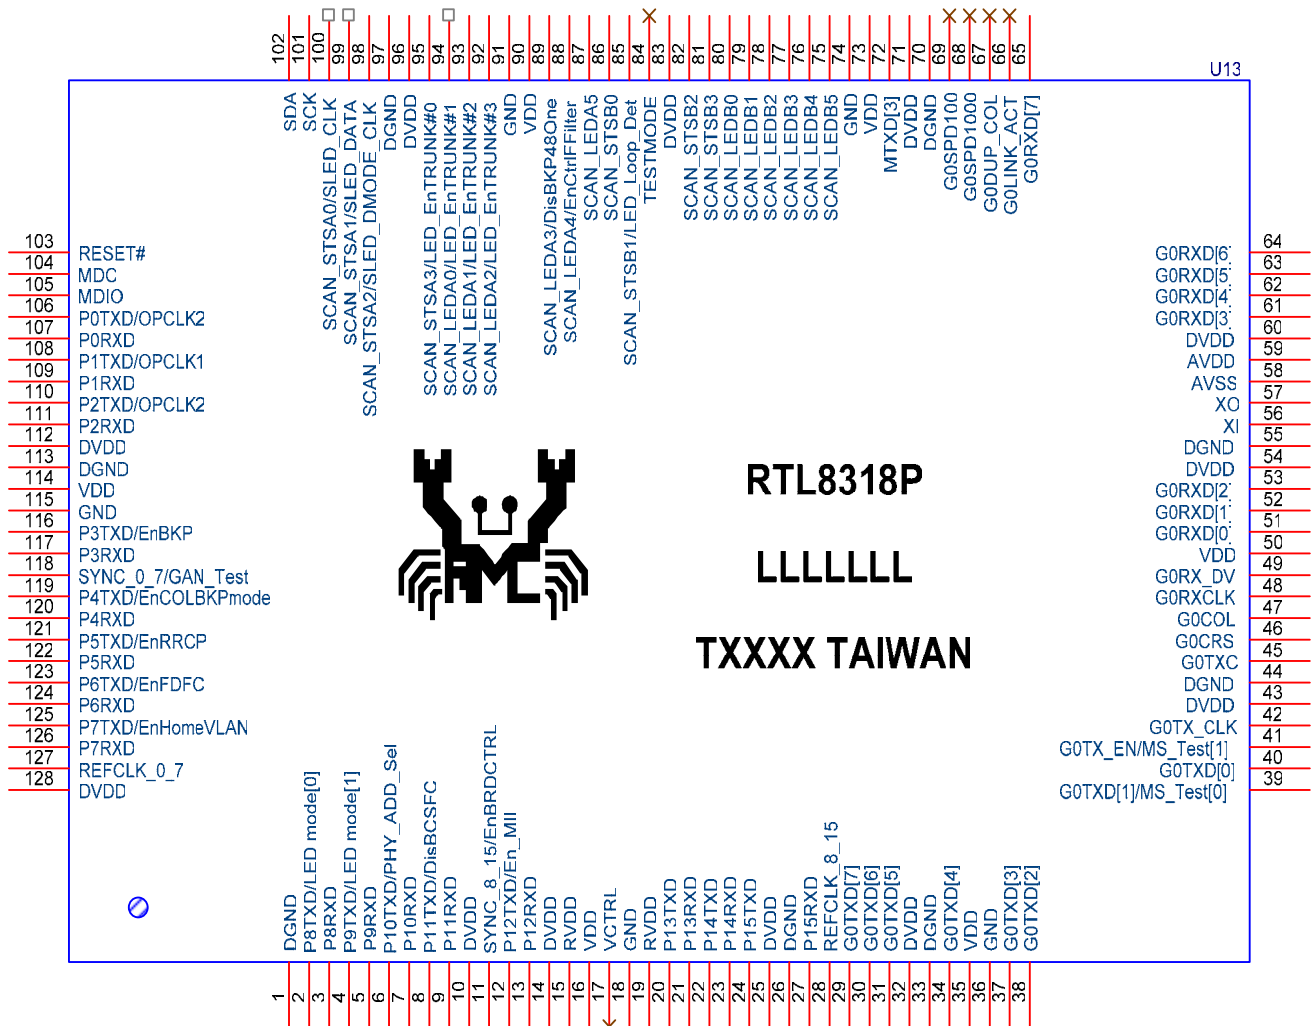 U13
102
101
100
99
98
97
96
95
94
93
92
91
90
89
88
87
86
85
84
83
82
81
80
79
78
77
76
75
74
73
72
71
70
69
68
67
66
65
SDA
SCK
SCAN_STSA0/SLED_CLK
SCAN_STSA1/SLED_DATA
SCAN_STSA2/SLED_DMODE_CLK
DGND
DVDD
SCAN_STSA3/LED_EnTRUNK#0
SCAN_LEDA0/LED_EnTRUNK#1
SCAN_LEDA1/LED_EnTRUNK#2
SCAN_LEDA2/LED_EnTRUNK#3
GND
VDD
SCAN_LEDA3/DisBKP48One
SCAN_LEDA4/EnCtrlFFilter
SCAN_LEDA5
SCAN_STSB0
SCAN_STSB1/LED_Loop_Det
TESTMODE
DVDD
SCAN_STSB2
SCAN_STSB3
SCAN_LEDB0
SCAN_LEDB1
SCAN_LEDB2
SCAN_LEDB3
SCAN_LEDB4
SCAN_LEDB5
GND
VDD
MTXD[3]
DVDD
DGND
G0SPD100
G0SPD1000
G0DUP_COL
G0LINK_ACT
G0RXD[7]
103 RESET#
104 MDC
105 MDIO
106 P0TXD/OPCLK2
107 P0RXD
108 P1TXD/OPCLK1
109 P1RXD
110 P2TXD/OPCLK2
111 P2RXD
112 DVDD
113 DGND
114 VDD
115 GND
116 P3TXD/EnBKP
117 P3RXD
118 SYNC_0_7/GAN_Test
119 P4TXD/EnCOLBKPmode
120 P4RXD
121 P5TXD/EnRRCP
122 P5RXD
123 P6TXD/EnFDFC
124 P6RXD
125 P7TXD/EnHomeVLAN
126 P7RXD
127 REFCLK_0_7
128 DVDD
RTL8318P
LLLLLLL
TXXXX TAIWAN
G0RXD[6] 64
G0RXD[5] 63
G0RXD[4] 62
G0RXD[3] 61
DVDD 60
AVDD 59
AVSS 58
XO 57
XI 56
DGND 55
DVDD 54
G0RXD[2] 53
G0RXD[1] 52
G0RXD[0] 51
VDD 50
G0RX_DV 49
G0RXCLK 48
G0COL 47
G0CRS 46
G0TXC 45
DGND 44
DVDD 43
G0TX_CLK 42
G0TX_EN/MS_Test[1] 41
G0TXD[0] 40
G0TXD[1]/MS_Test[0] 39
DGND
P8TXD/LED mode[0]
P8RXD
P9TXD/LED mode[1]
P9RXD
P10TXD/PHY_ADD_Sel
P10RXD
P11TXD/DisBCSFC
P11RXD
DVDD
SYNC_8_15/EnBRDCTRL
P12TXD/En_MII
P12RXD
DVDD
RVDD
VDD
VCTRL
GND
RVDD
P13TXD
P13RXD
P14TXD
P14RXD
P15TXD
DVDD
DGND
P15RXD
REFCLK_8_15
G0TXD[7]
G0TXD[6]
G0TXD[5]
DVDD
DGND
G0TXD[4]
VDD
GND
G0TXD[3]
G0TXD[2]
1
2
3
4
5
6
7
8
9
10
11
12
13
14
15
16
17
18
19
20
21
22
23
24
25
26
27
28
29
30
31
32
33
34
35
36
37
38